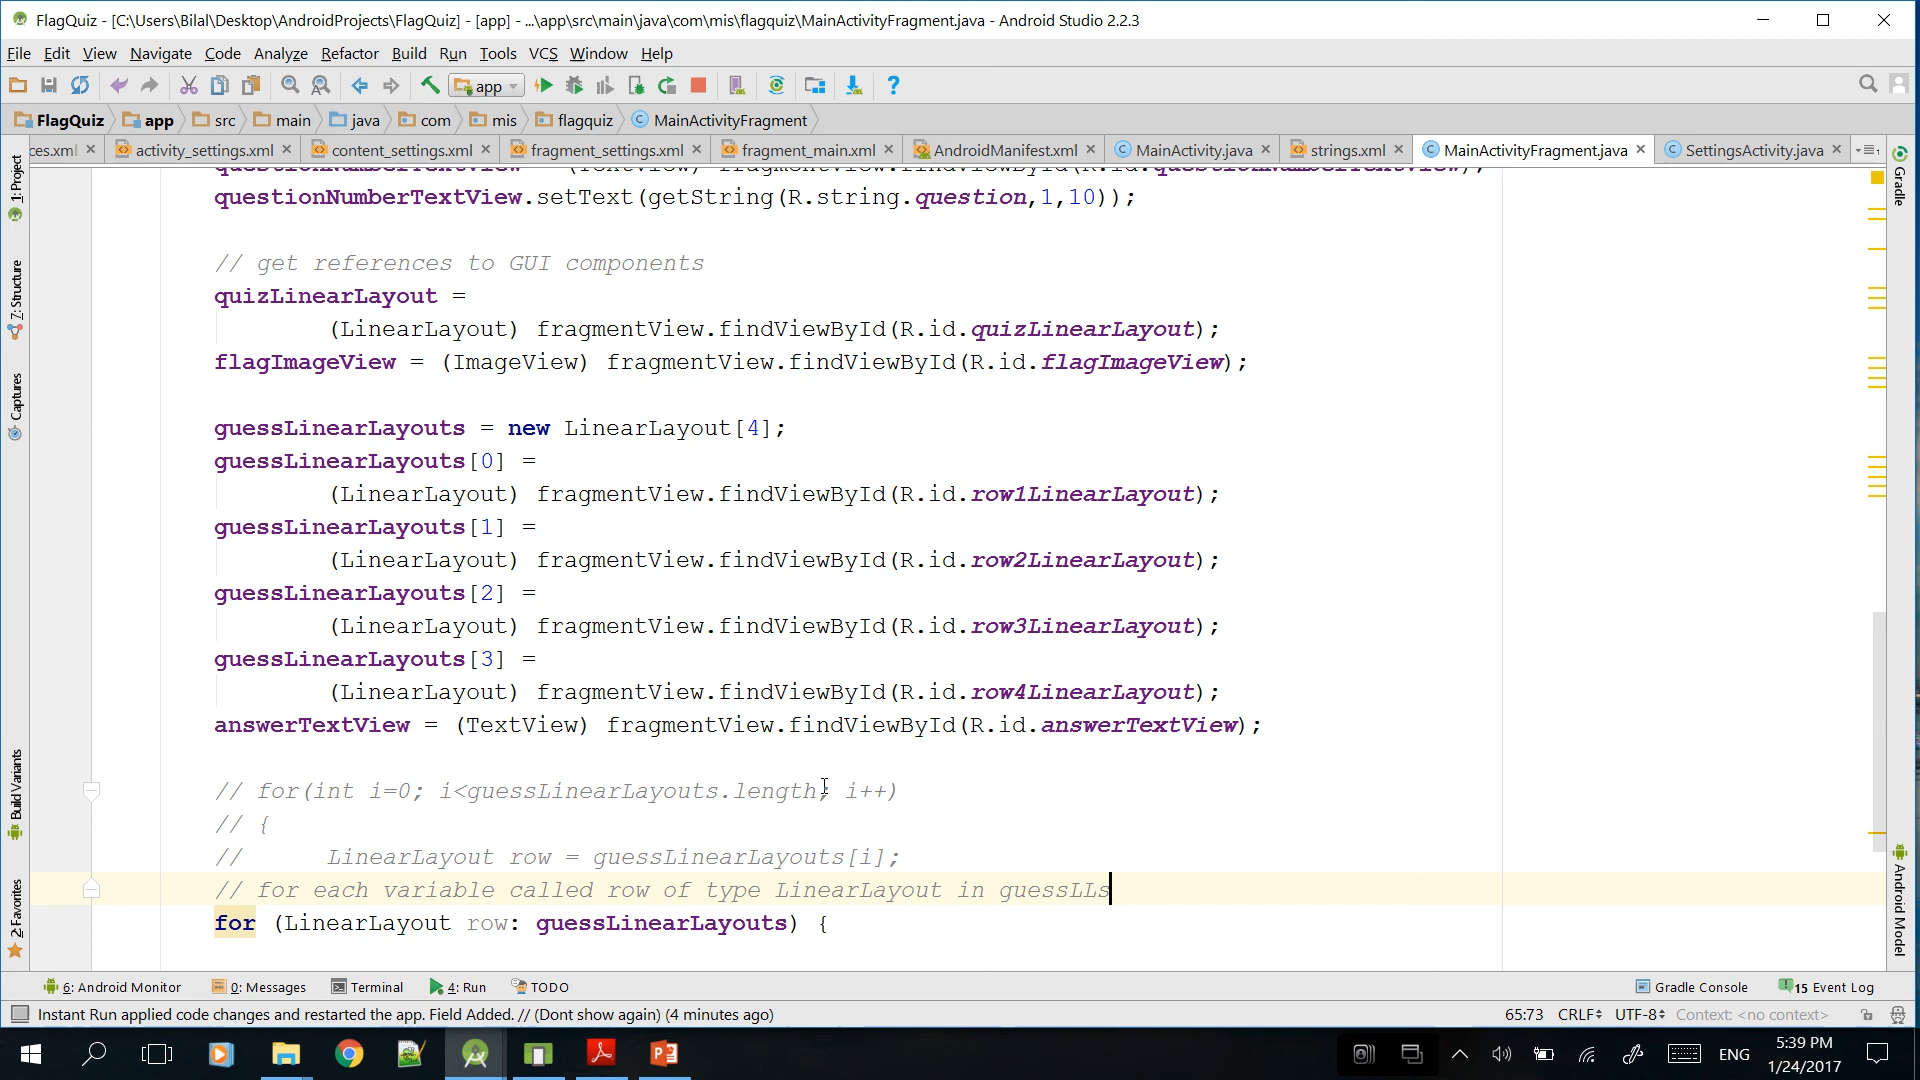 FlagQuiz - [C:\Users\Bilal\Desktop\AndroidProjects\FlagQuiz] - [app] - ...\app\src\main\java\com\mis\flagquiz\MainActivityFragment.java - Android Studio 2.2.3
File Edit View Navigate Code Analyze Refactor Build Run Tools VCS Window Help
app
FlagQuiz app src main java com mis flagquiz MainActivityFragment
ces.xml activity_settings.xml content_settings.xml fragment_settings.xml fragment_main.xml AndroidManifest.xml MainActivity.java strings.xml MainActivityFragment.java SettingsActivity.java
1: Project
7: Structure
Captures
Build Variants
2: Favorites
Gradle
Android Model
questionNumberTextView = (TextView) fragmentView.findViewById(R.id.questionNumberTextView);
questionNumberTextView.setText(getString(R.string.question,1,10));
// get references to GUI components
quizLinearLayout =
(LinearLayout) fragmentView.findViewById(R.id.quizLinearLayout);
flagImageView = (ImageView) fragmentView.findViewById(R.id.flagImageView);
guessLinearLayouts = new LinearLayout[4];
guessLinearLayouts[0] =
(LinearLayout) fragmentView.findViewById(R.id.row1LinearLayout);
guessLinearLayouts[1] =
(LinearLayout) fragmentView.findViewById(R.id.row2LinearLayout);
guessLinearLayouts[2] =
(LinearLayout) fragmentView.findViewById(R.id.row3LinearLayout);
guessLinearLayouts[3] =
(LinearLayout) fragmentView.findViewById(R.id.row4LinearLayout);
answerTextView = (TextView) fragmentView.findViewById(R.id.answerTextView);
// for(int i=0; i<guessLinearLayouts.length; i++)
// {
// LinearLayout row = guessLinearLayouts[i];
// for each variable called row of type LinearLayout in guessLLs
for (LinearLayout row: guessLinearLayouts) {
6: Android Monitor 0: Messages Terminal 4: Run TODO 15 Event Log Gradle Console
Instant Run applied code changes and restarted the app. Field Added. // (Dont show again) (4 minutes ago) 65:73 CRLF UTF-8 Context: <no context>
ENG 5:39 PM
1/24/2017